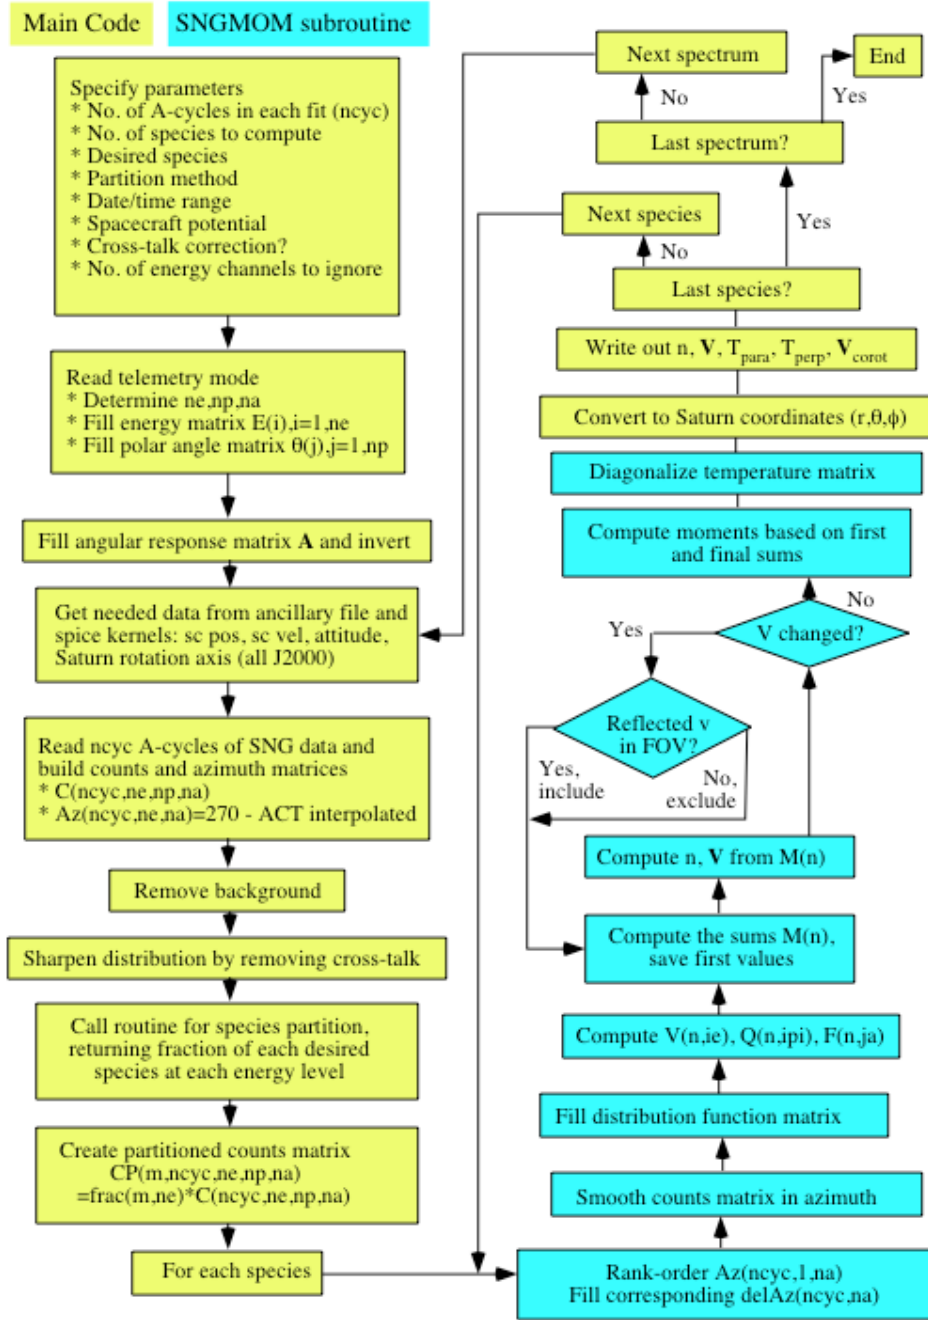 Main Code
SNGMOM subroutine
Specify parameters
* No. of A-cycles in each fit (ncyc)
* No. of species to compute
* Desired species
* Partition method
* Date/time range
* Spacecraft potential
* Cross-talk correction?
* No. of energy channels to ignore
Read telemetry mode
* Determine ne,np,na
* Fill energy matrix E(i),i=1,ne
* Fill polar angle matrix θ(j),j=1,np
Fill angular response matrix A and invert
Get needed data from ancillary file and
spice kernels: sc pos, sc vel, attitude,
Saturn rotation axis (all J2000)
Read ncyc A-cycles of SNG data and
build counts and azimuth matrices
* C(ncyc,ne,np,na)
* Az(ncyc,ne,na)=270 - ACT interpolated
Remove background
Sharpen distribution by removing cross-talk
Call routine for species partition,
returning fraction of each desired
species at each energy level
Create partitioned counts matrix
CP(m,ncyc,ne,np,na)
=frac(m,ne)*C(ncyc,ne,np,na)
For each species
Next spectrum
End
No
Yes
Last spectrum?
Next species
Yes
No
Last species?
Write out n, V, T_para, T_perp, V_corot
Convert to Saturn coordinates (r,θ,ϕ)
Diagonalize temperature matrix
Compute moments based on first
and final sums
No
Yes
V changed?
Reflected v
in FOV?
Yes,
include
No,
exclude
Compute n, V from M(n)
Compute the sums M(n),
save first values
Compute V(n,ie), Q(n,ipi), F(n,ja)
Fill distribution function matrix
Smooth counts matrix in azimuth
Rank-order Az(ncyc,1,na)
Fill corresponding delAz(ncyc,na)